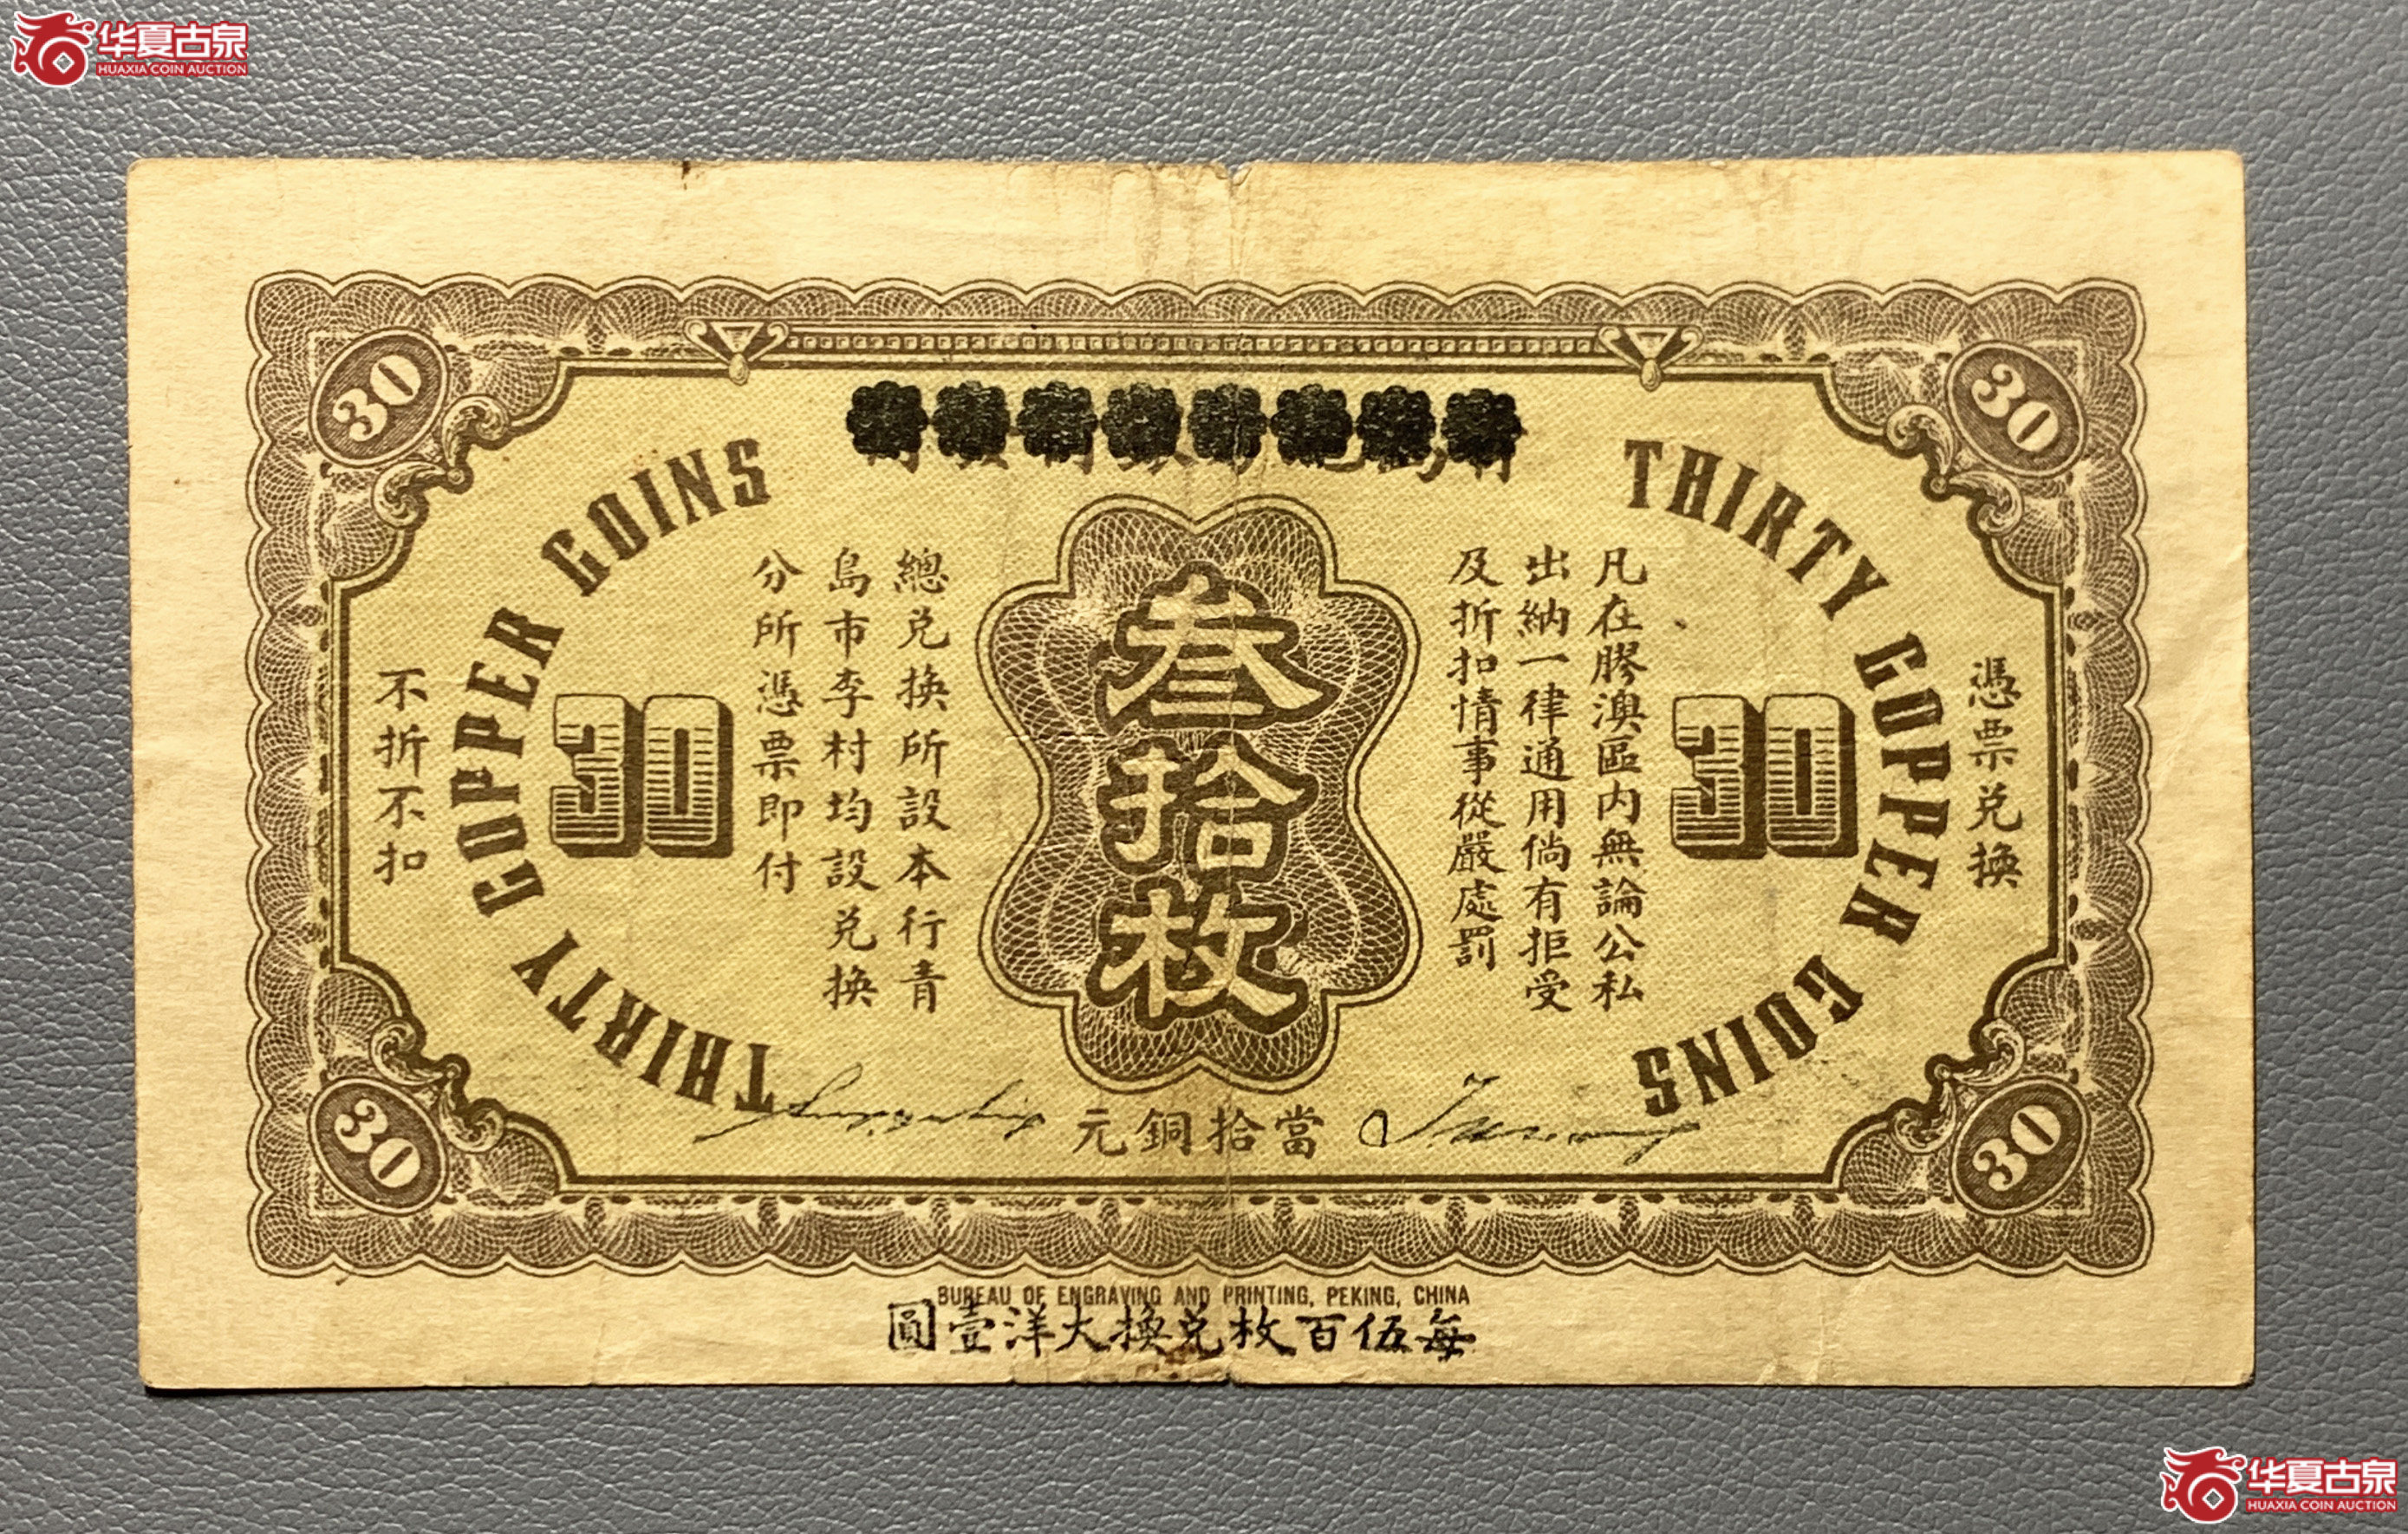 华夏古泉
HUAXIA COIN AUCTION
30
30
THIRTY COPPER COINS
THIRTY COPPER COINS
憑票兑換
30
凡在膠澳區内無論公私
出納一律通用倘有拒受
及折扣情事從嚴處罰
叁拾枚
總兑換所設本行青
島市李村均設兑換
分所憑票即付
30
不折不扣
當拾銅元
30
30
BUREAU OF ENGRAVING AND PRINTING, PEKING, CHINA
每伍百枚兑換大洋壹圓
华夏古泉
HUAXIA COIN AUCTION